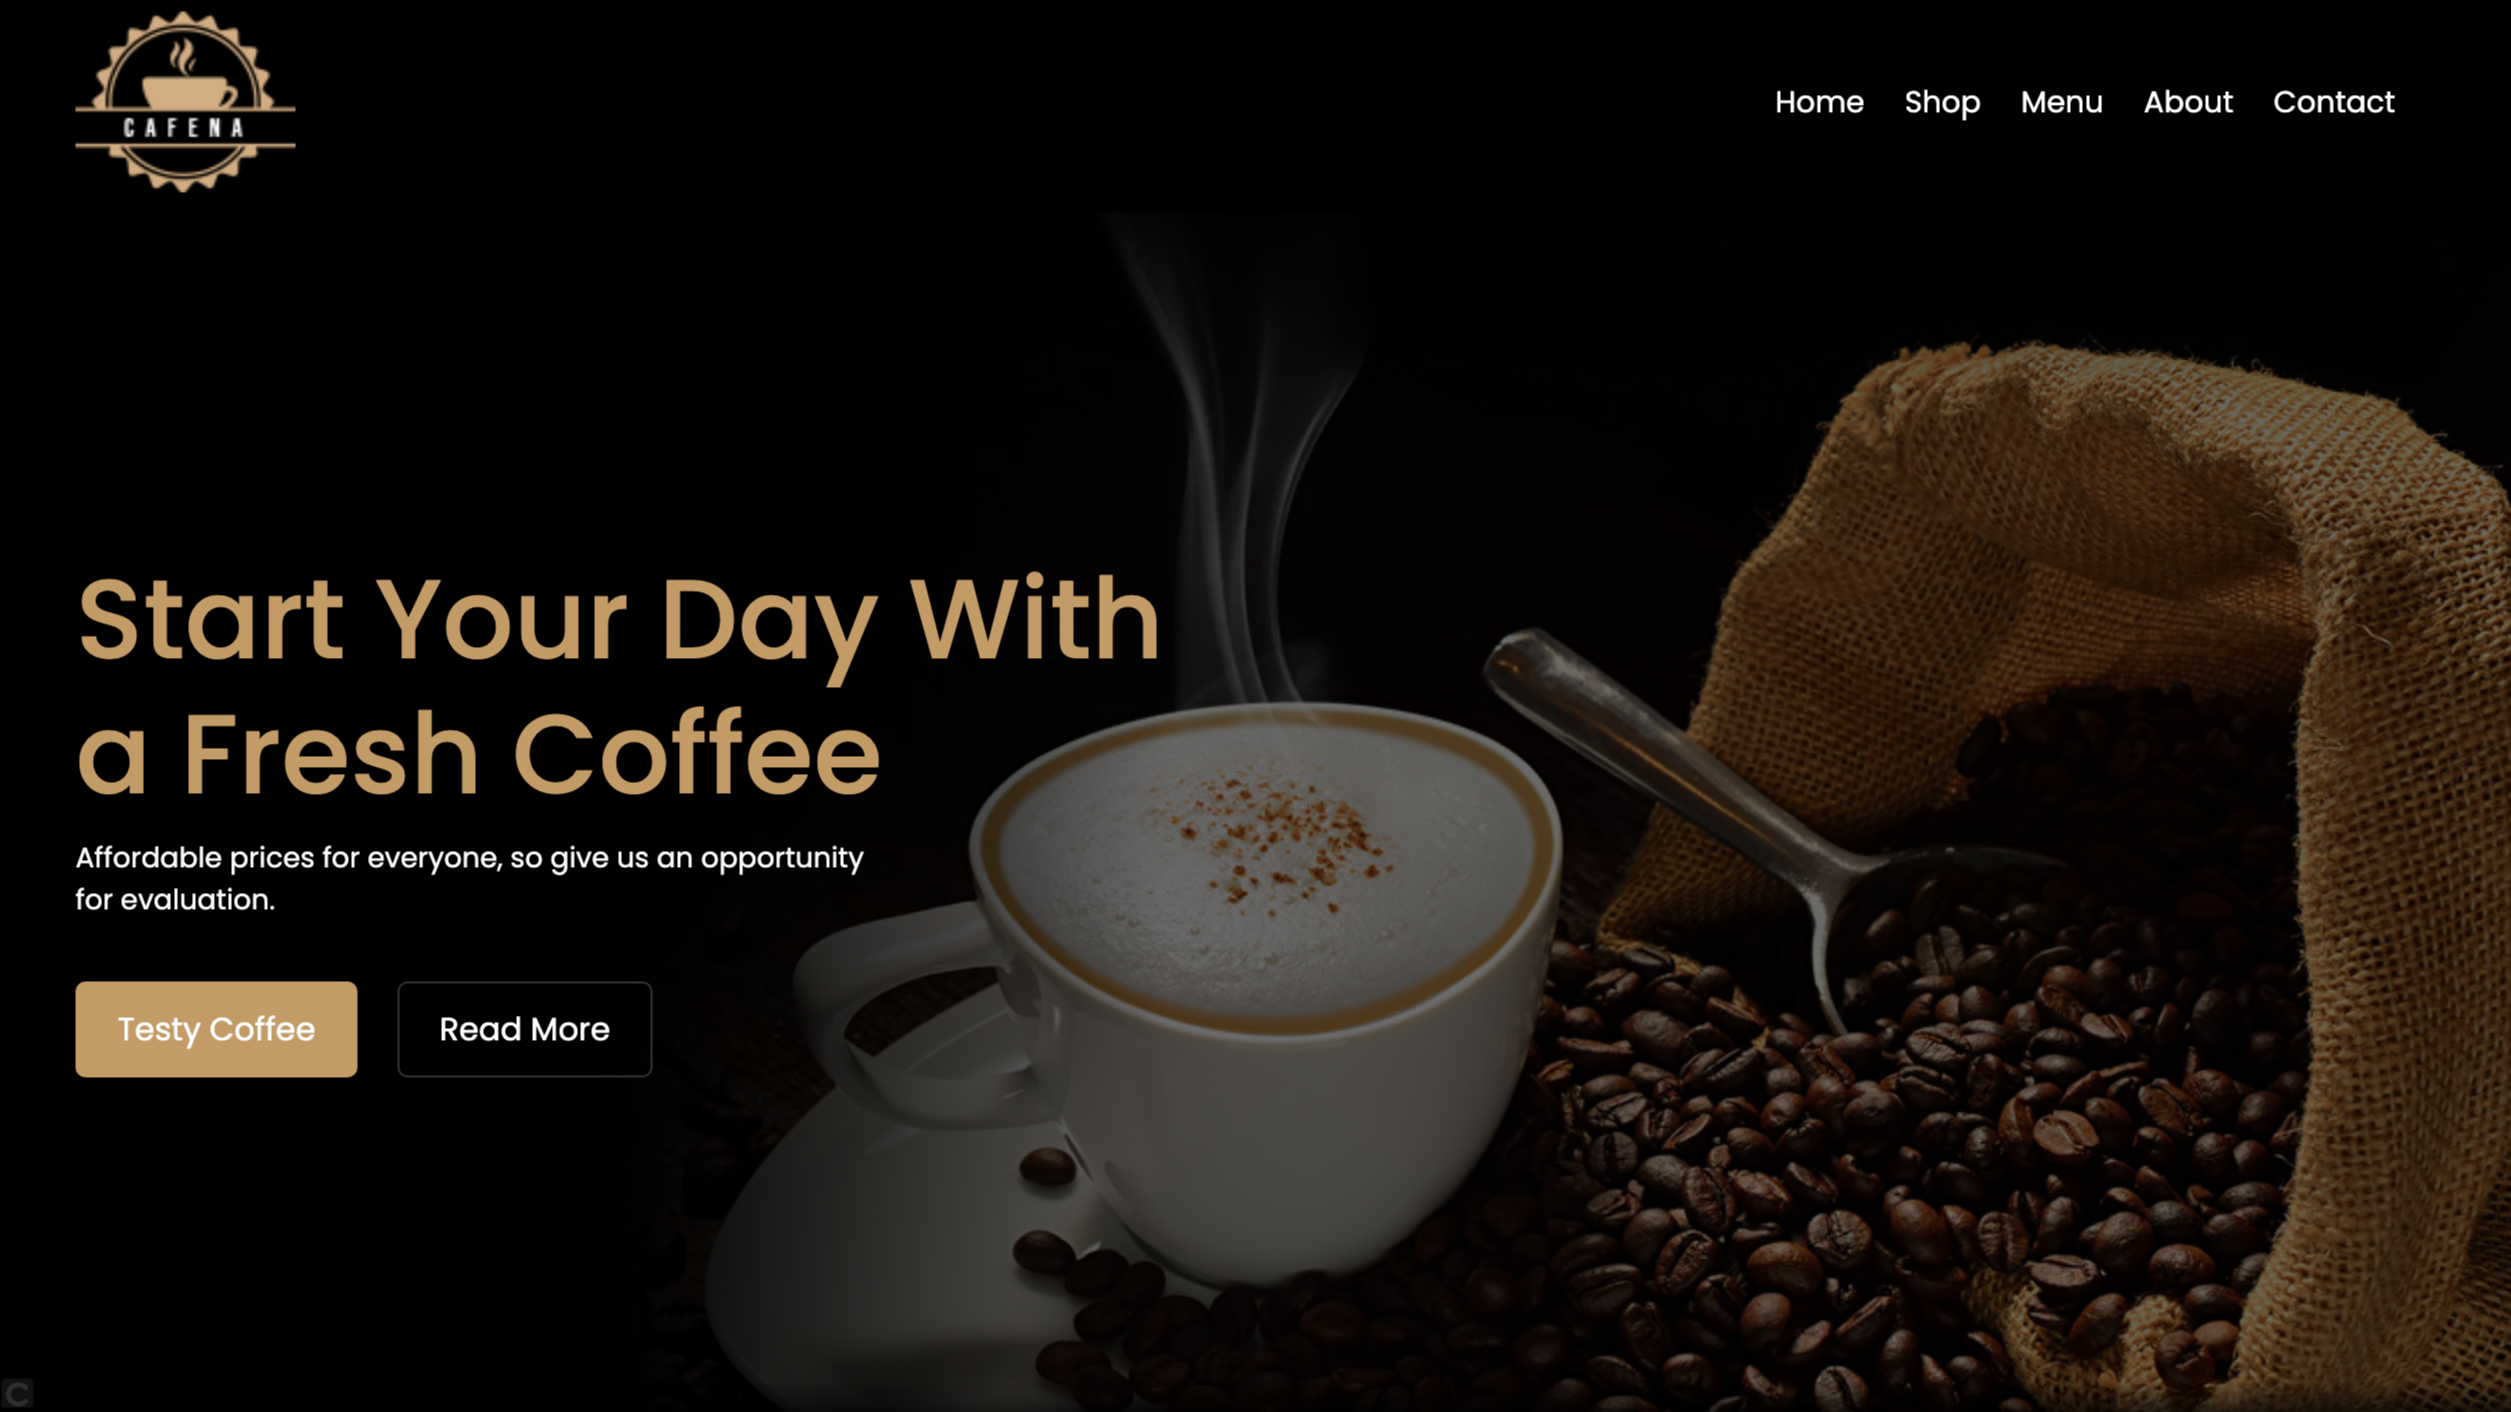 CAFENA
Home Shop Menu About Contact
Start Your Day With
a Fresh Coffee
Affordable prices for everyone, so give us an opportunity
for evaluation.
Testy Coffee Read More
C